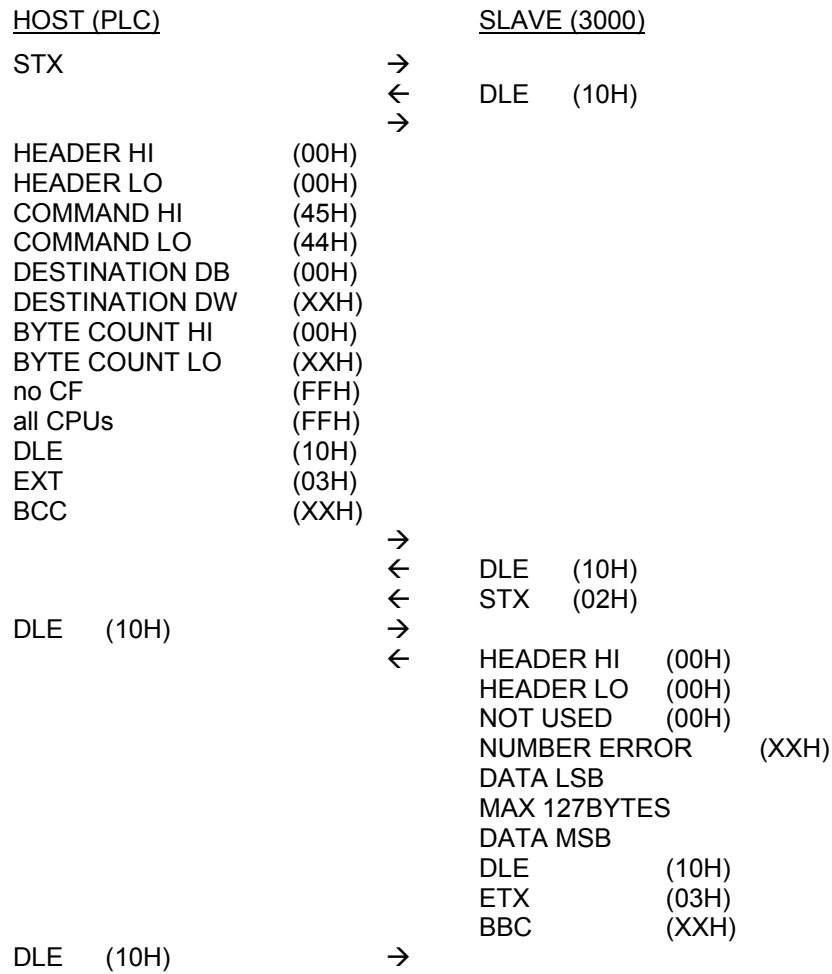 HOST (PLC) SLAVE (3000)
STX →
← DLE (10H)
→
HEADER HI (00H)
HEADER LO (00H)
COMMAND HI (45H)
COMMAND LO (44H)
DESTINATION DB (00H)
DESTINATION DW (XXH)
BYTE COUNT HI (00H)
BYTE COUNT LO (XXH)
no CF (FFH)
all CPUs (FFH)
DLE (10H)
EXT (03H)
BCC (XXH)
→
← DLE (10H)
← STX (02H)
DLE (10H) →
← HEADER HI (00H)
HEADER LO (00H)
NOT USED (00H)
NUMBER ERROR (XXH)
DATA LSB
MAX 127BYTES
DATA MSB
DLE (10H)
ETX (03H)
BBC (XXH)
DLE (10H) →